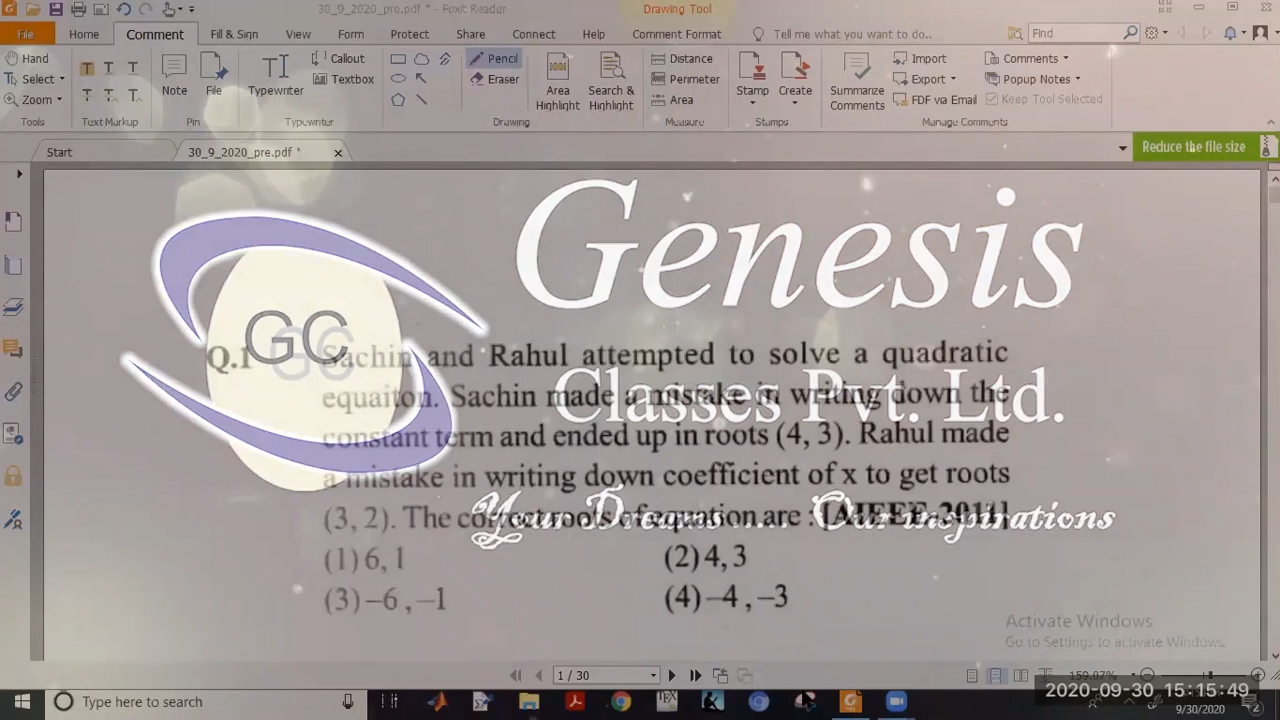 30_9_2020_pre.pdf * - Foxit Reader
Drawing Tool
File Home Comment Fill & Sign View Form Protect Share Connect Help Comment Format Tell me what you want to do.. Find
Hand
Select
Zoom
Tools
Text Markup
Note
File
Pin
Typewriter
Callout
Textbox
Typewriter
Pencil
Eraser
Area Highlight
Search & Highlight
Drawing
Distance
Perimeter
Area
Measure
Stamp
Create
Stamps
Summarize Comments
Import
Export
FDF via Email
Comments
Popup Notes
Keep Tool Selected
Manage Comments
Start
30_9_2020_pre.pdf *
Reduce the file size
Genesis
GC
Classes Pvt. Ltd.
Your Dreams ..... Our inspirations
Q.1 Sachin and Rahul attempted to solve a quadratic
equaiton. Sachin made a mistake in writing down the
constant term and ended up in roots (4, 3). Rahul made
a mistake in writing down coefficient of x to get roots
(3, 2). The correct roots of equation are : [AIEEE-2011]
(1) 6, 1 (2) 4, 3
(3) –6 , –1 (4) –4 , –3
Activate Windows
Go to Settings to activate Windows.
1 / 30
159.07%
Type here to search
2020-09-30 15:15:49
9/30/2020